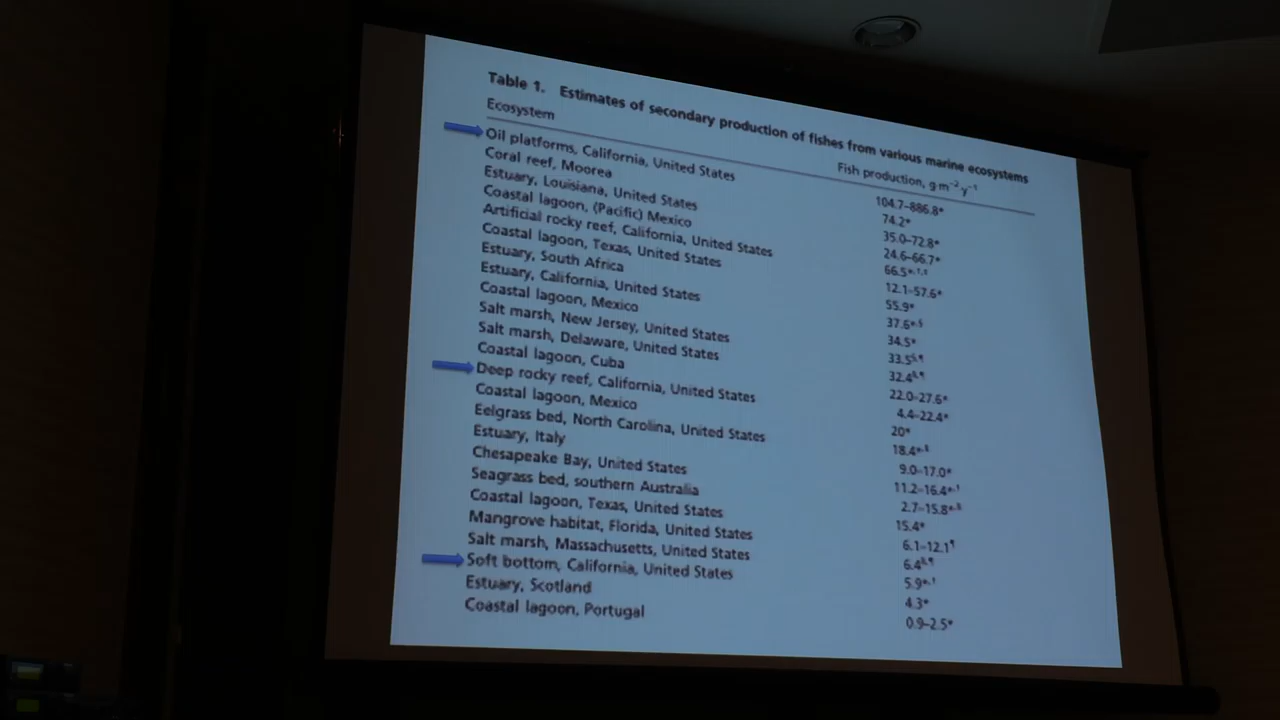 Table 1. Estimates of secondary production of fishes from various marine ecosystems
Ecosystem Fish production, g m⁻² y⁻¹
Oil platforms, California, United States 104.7–886.8*
Coral reef, Moorea 74.2*
Estuary, Louisiana, United States 35.0–72.8*
Coastal lagoon, (Pacific) Mexico 24.6–66.7*
Artificial rocky reef, California, United States 66.5*,†,‡
Coastal lagoon, Texas, United States 12.1–57.6*
Estuary, South Africa 55.9*
Estuary, California, United States 37.6*,§
Coastal lagoon, Mexico 34.5*
Salt marsh, New Jersey, United States 33.5§,¶
Salt marsh, Delaware, United States 32.4§,¶
Coastal lagoon, Cuba 22.0–27.6*
Deep rocky reef, California, United States 4.4–22.4*
Coastal lagoon, Mexico 20*
Eelgrass bed, North Carolina, United States 18.4*,§
Estuary, Italy 9.0–17.0*
Chesapeake Bay, United States 11.2–16.4*,†
Seagrass bed, southern Australia 2.7–15.8*,§
Coastal lagoon, Texas, United States 15.4*
Mangrove habitat, Florida, United States 6.1–12.1¶
Salt marsh, Massachusetts, United States 6.4§,¶
Soft bottom, California, United States 5.9*,†
Estuary, Scotland 4.3*
Coastal lagoon, Portugal 0.9–2.5*